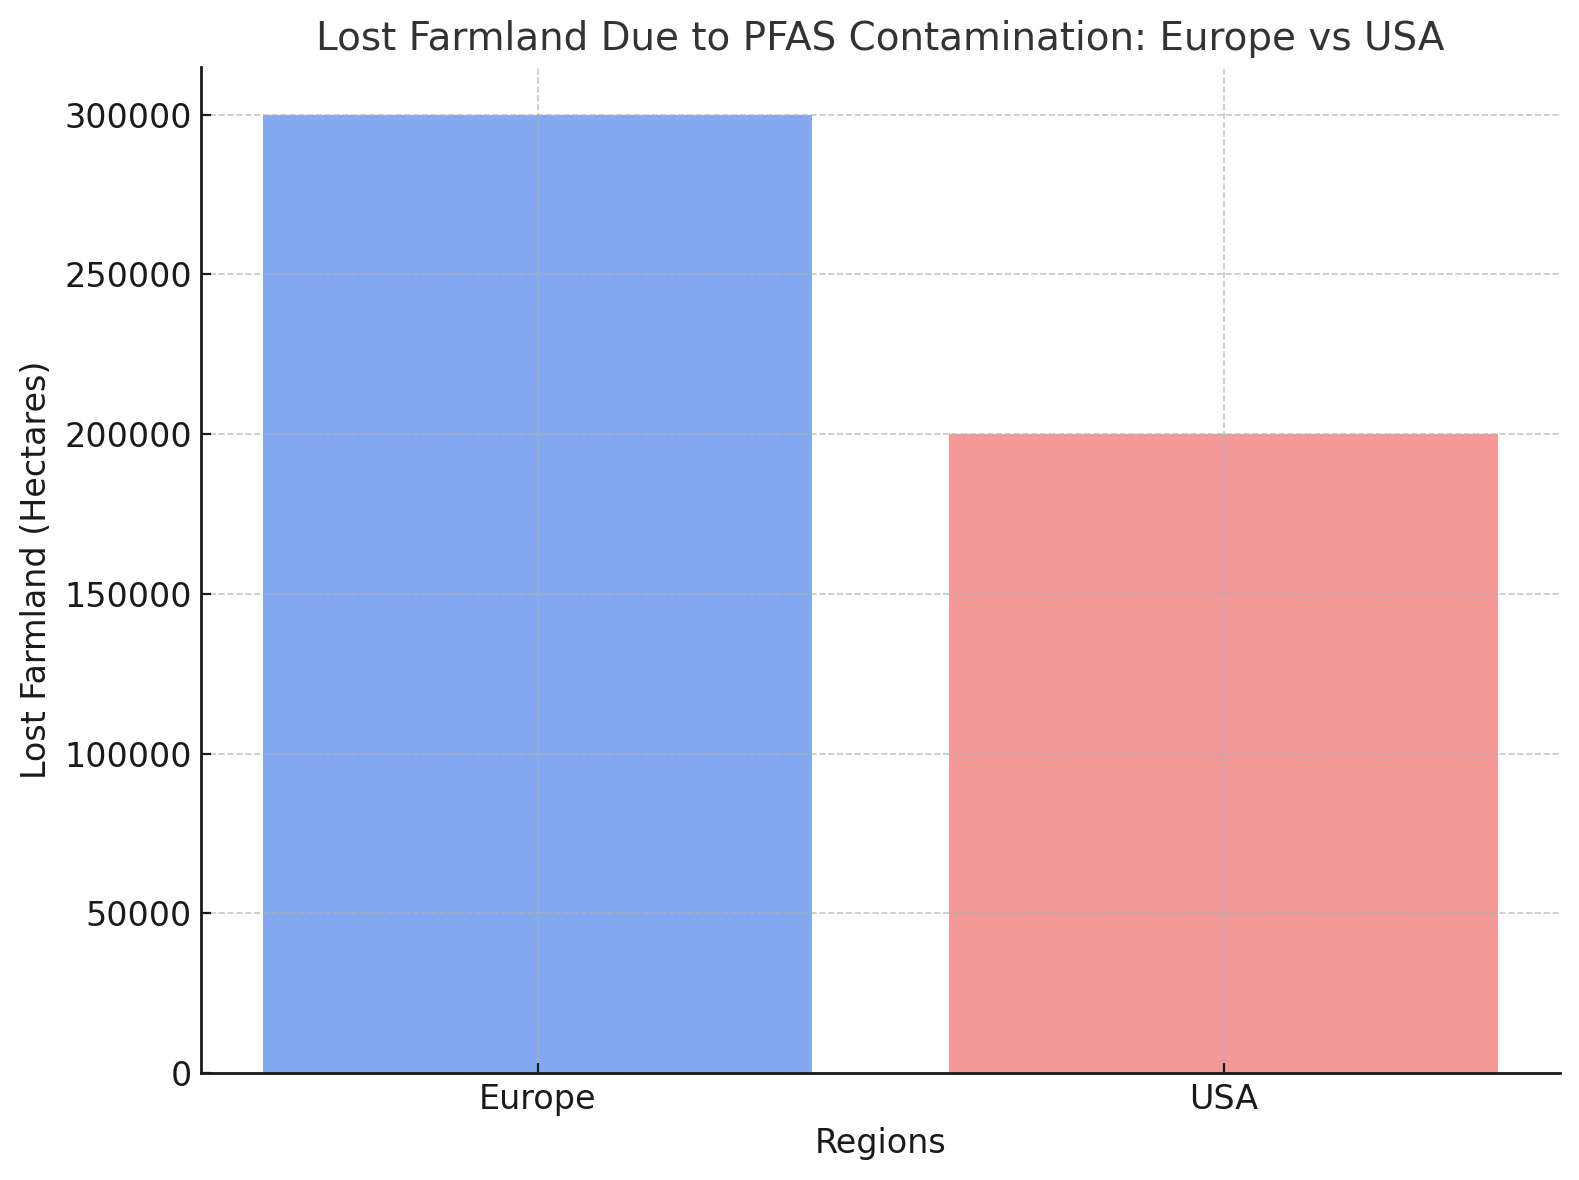 Lost Farmland Due to PFAS Contamination: Europe vs USA
Lost Farmland (Hectares)
300000
250000
200000
150000
100000
50000
0
Europe
USA
Regions